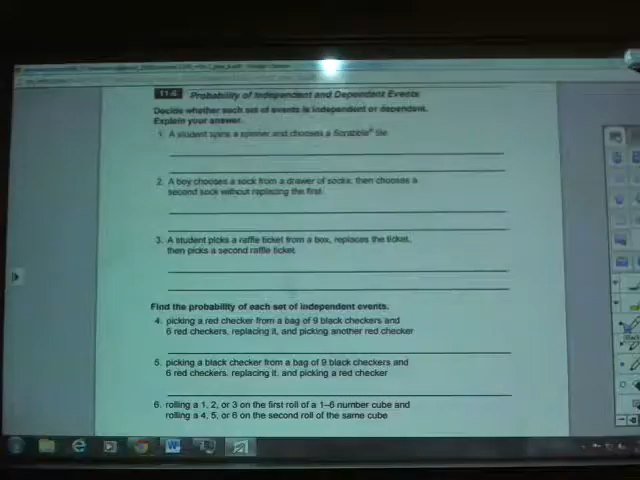 11-4 Probability of Independent and Dependent Events
Decide whether each set of events is independent or dependent.
Explain your answer.
1. A student spins a spinner and chooses a Scrabble® tile.
2. A boy chooses a sock from a drawer of socks, then chooses a
second sock without replacing the first.
3. A student picks a raffle ticket from a box, replaces the ticket,
then picks a second raffle ticket.
Find the probability of each set of independent events.
4. picking a red checker from a bag of 9 black checkers and
6 red checkers, replacing it, and picking another red checker
5. picking a black checker from a bag of 9 black checkers and
6 red checkers, replacing it, and picking a red checker
6. rolling a 1, 2, or 3 on the first roll of a 1–6 number cube and
rolling a 4, 5, or 6 on the second roll of the same cube